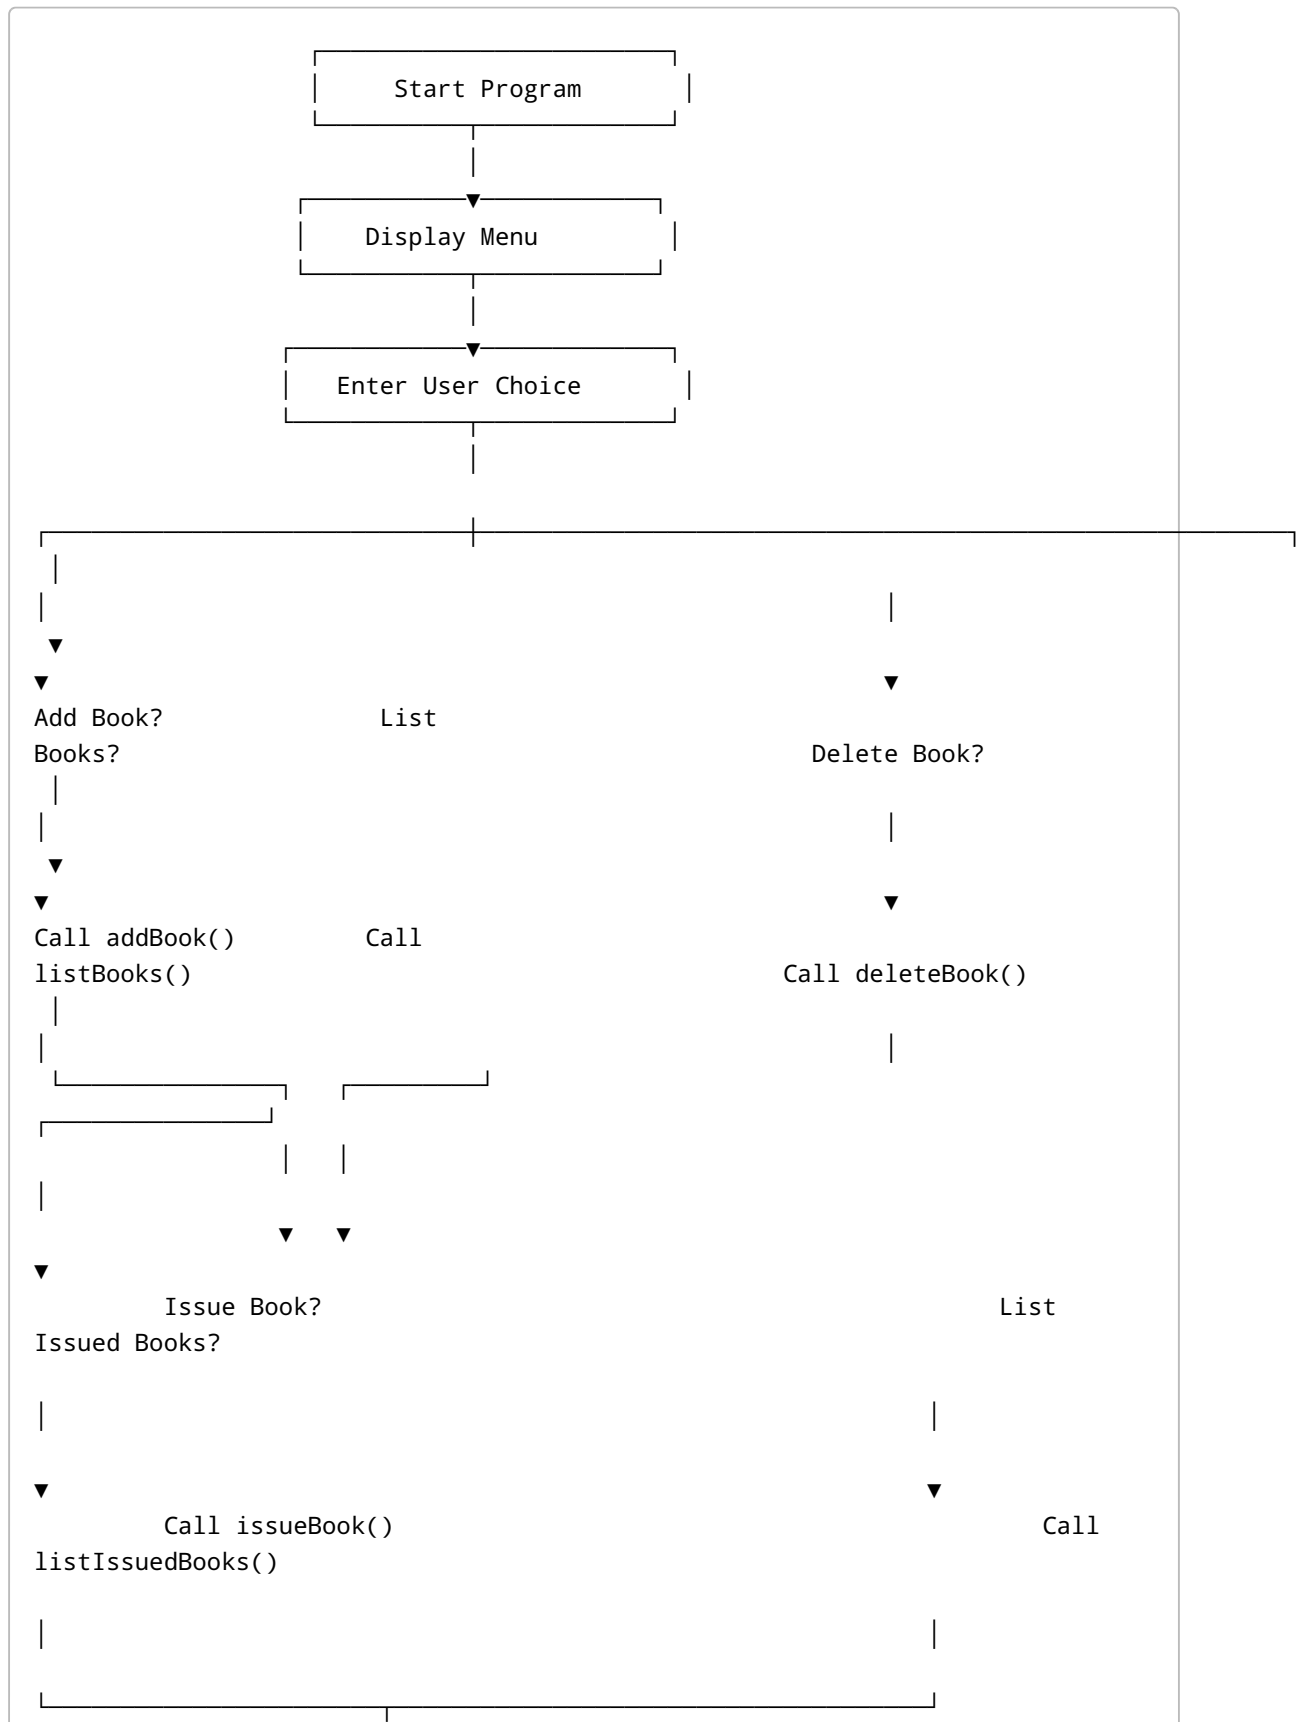 Start Program
Display Menu
Enter User Choice
Add Book? List
Books? Delete Book?
Call addBook() Call
listBooks() Call deleteBook()
Issue Book? List
Issued Books?
Call issueBook() Call
listIssuedBooks()